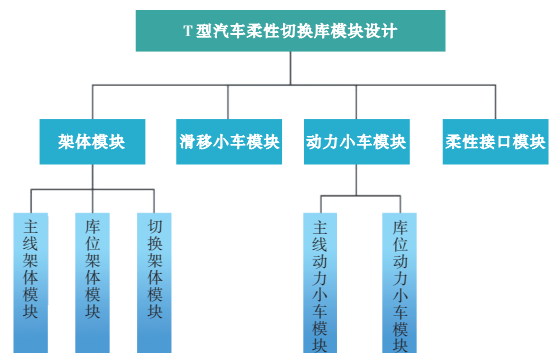 T型汽车柔性切换库模块设计
架体模块
滑移小车模块
动力小车模块
柔性接口模块
主线架体模块
库位架体模块
切换架体模块
主线动力小车模块
库位动力小车模块